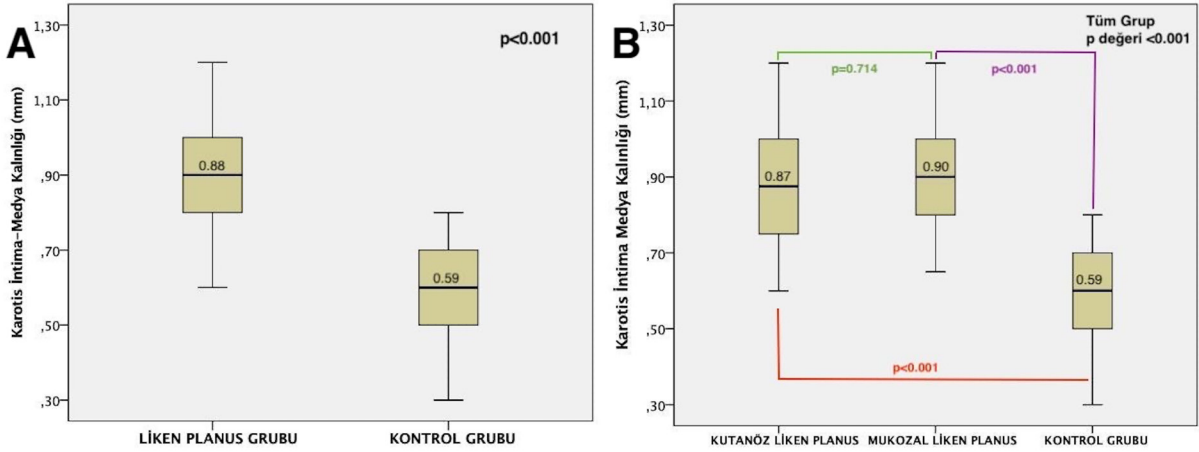 A
Karotis İntima-Medya Kalınlığı (mm)
1,30
1,10
,90
,70
,50
,30
p<0.001
0.88
0.59
LİKEN PLANUS GRUBU
KONTROL GRUBU
B
Karotis İntima Medya Kalınlığı (mm)
1,30
1,10
,90
,70
,50
,30
Tüm Grup
p değeri <0.001
p=0.714
p<0.001
0.87
0.90
0.59
p<0.001
KUTANÖZ LİKEN PLANUS
MUKOZAL LİKEN PLANUS
KONTROL GRUBU